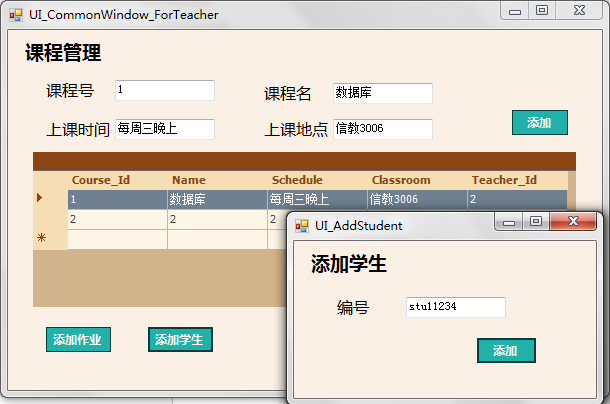 UI_CommonWindow_ForTeacher
课程管理
课程号 1 课程名 数据库
添加
上课时间 每周三晚上 上课地点 信教3006
Course_Id Name Schedule Classroom Teacher_Id
1 数据库 每周三晚上 信教3006 2
2 2 2
添加作业 添加学生
UI_AddStudent
添加学生
编号 stu11234
添加